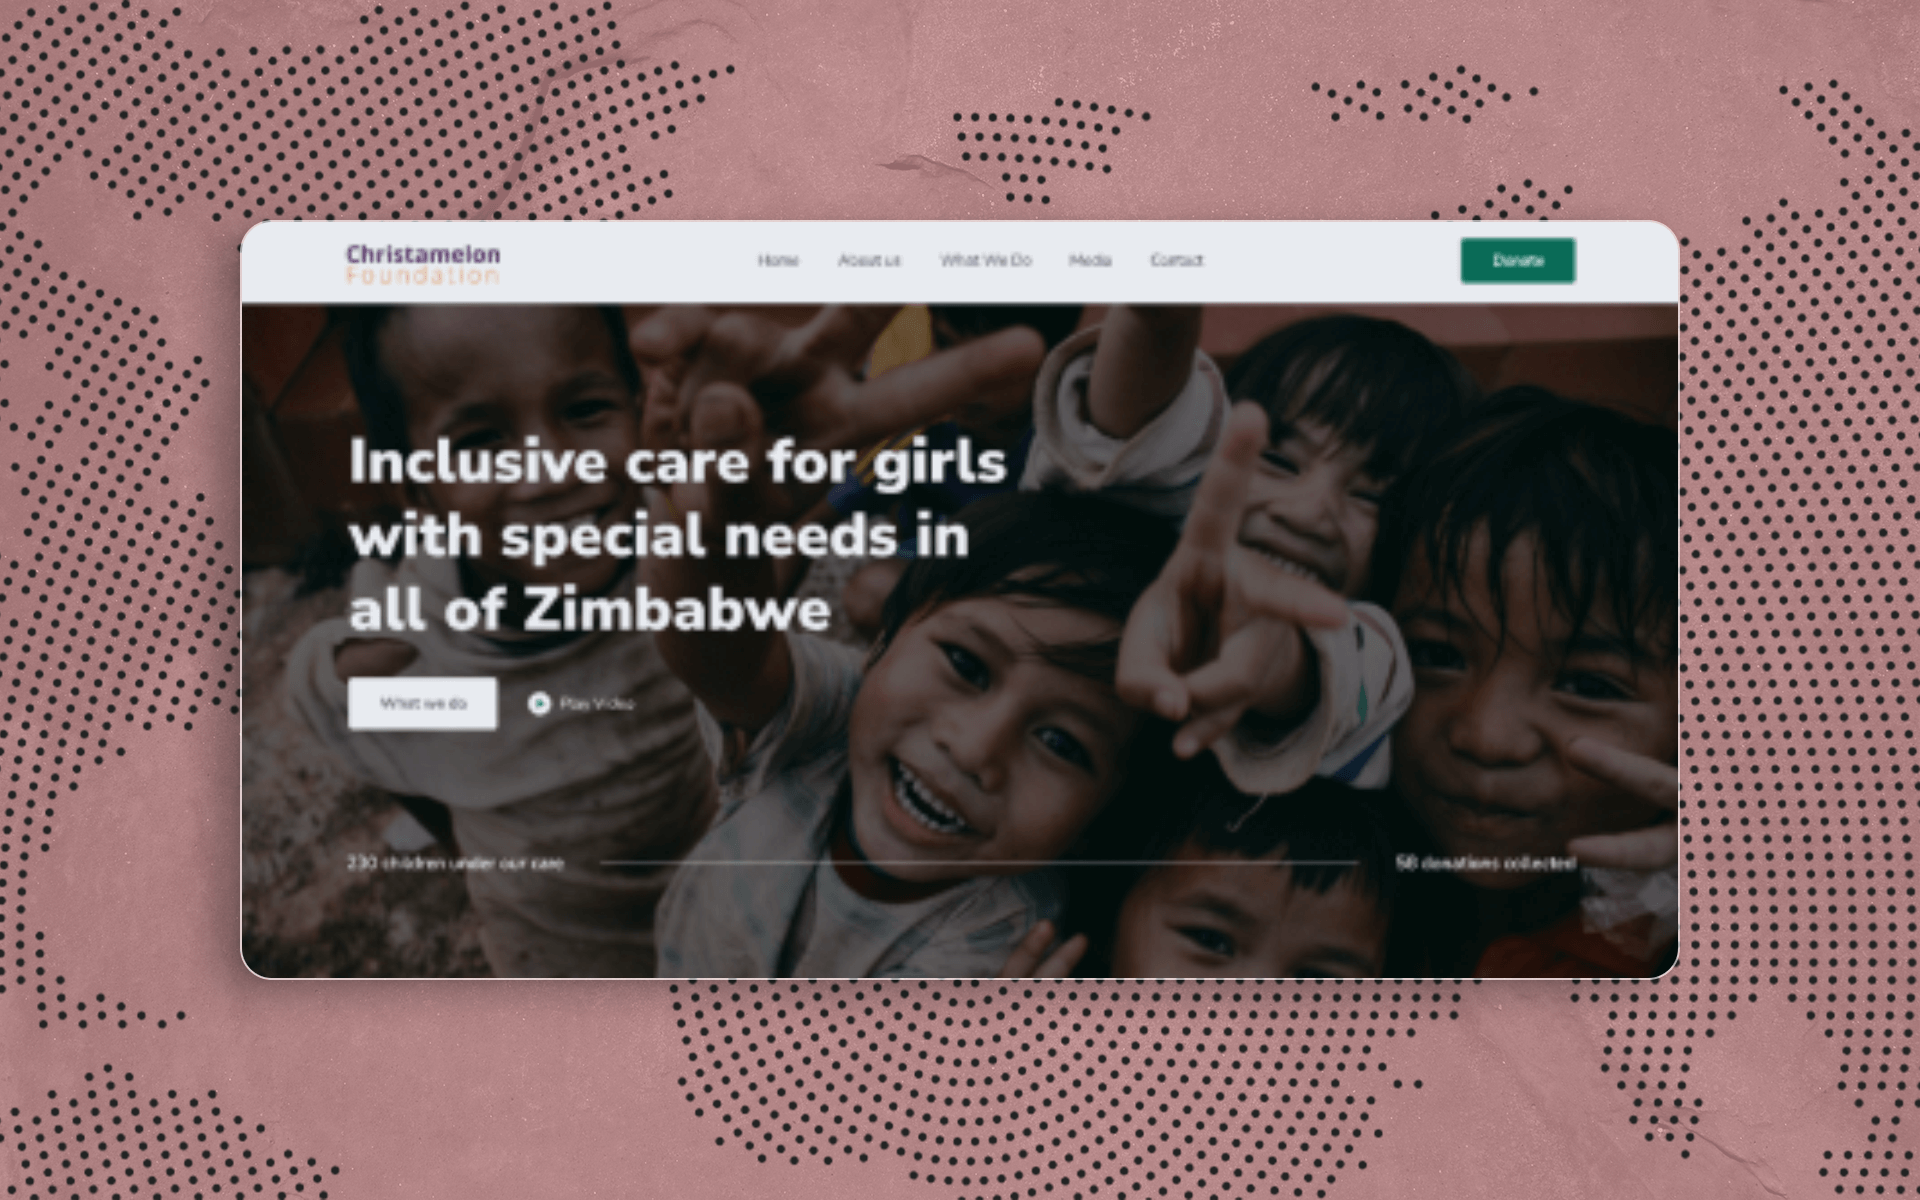 Christamelon
Foundation
Home About us What We Do Media Contact
Donate
Inclusive care for girls
with special needs in
all of Zimbabwe
What we do Play Video
230 children under our care 58 donations collected